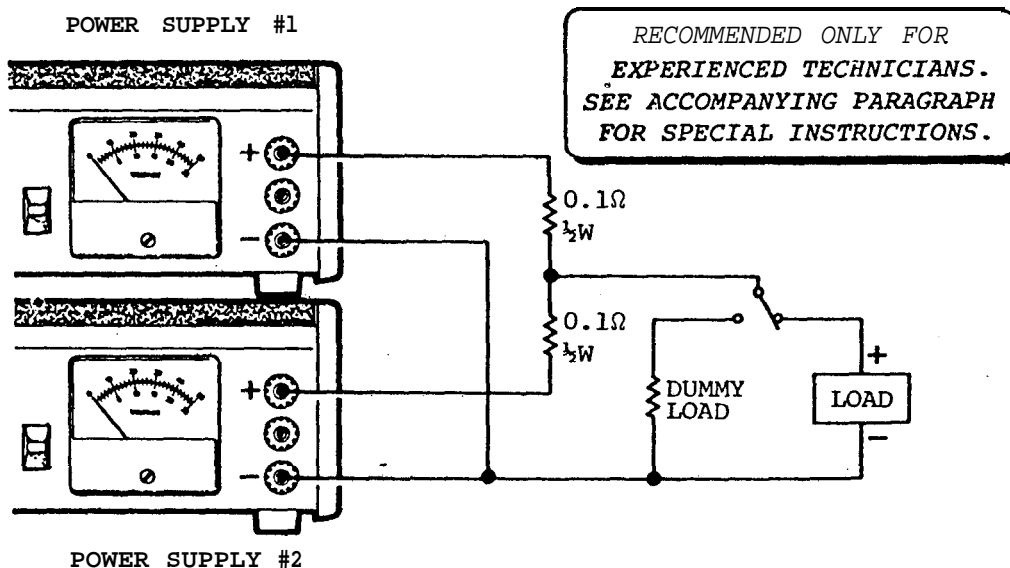 POWER SUPPLY #1
RECOMMENDED ONLY FOR
EXPERIENCED TECHNICIANS.
SEE ACCOMPANYING PARAGRAPH
FOR SPECIAL INSTRUCTIONS.
+
−
0.1Ω
½W
0.1Ω
½W
+
−
DUMMY
LOAD
+
LOAD
−
POWER SUPPLY #2